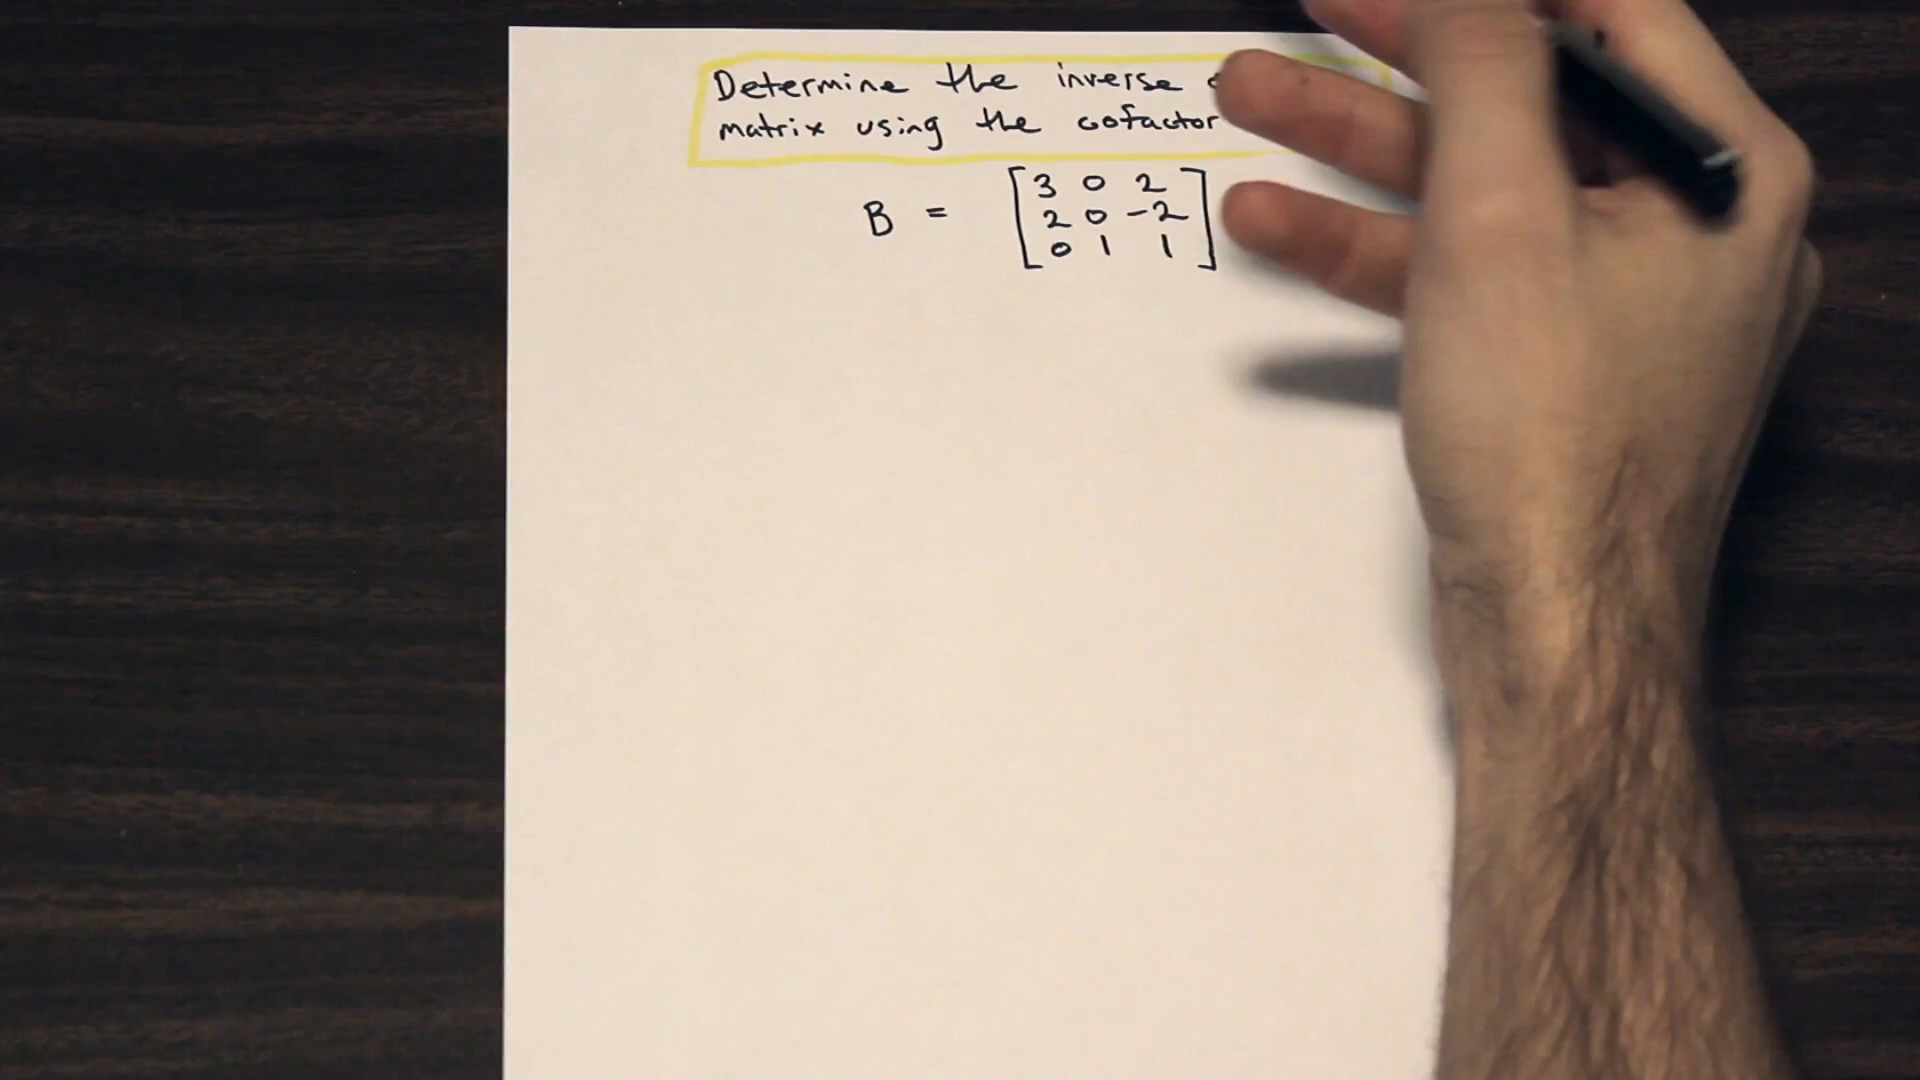 Determine the inverse
matrix using the cofactor
B = [3 0 2
2 0 -2
0 1 1]